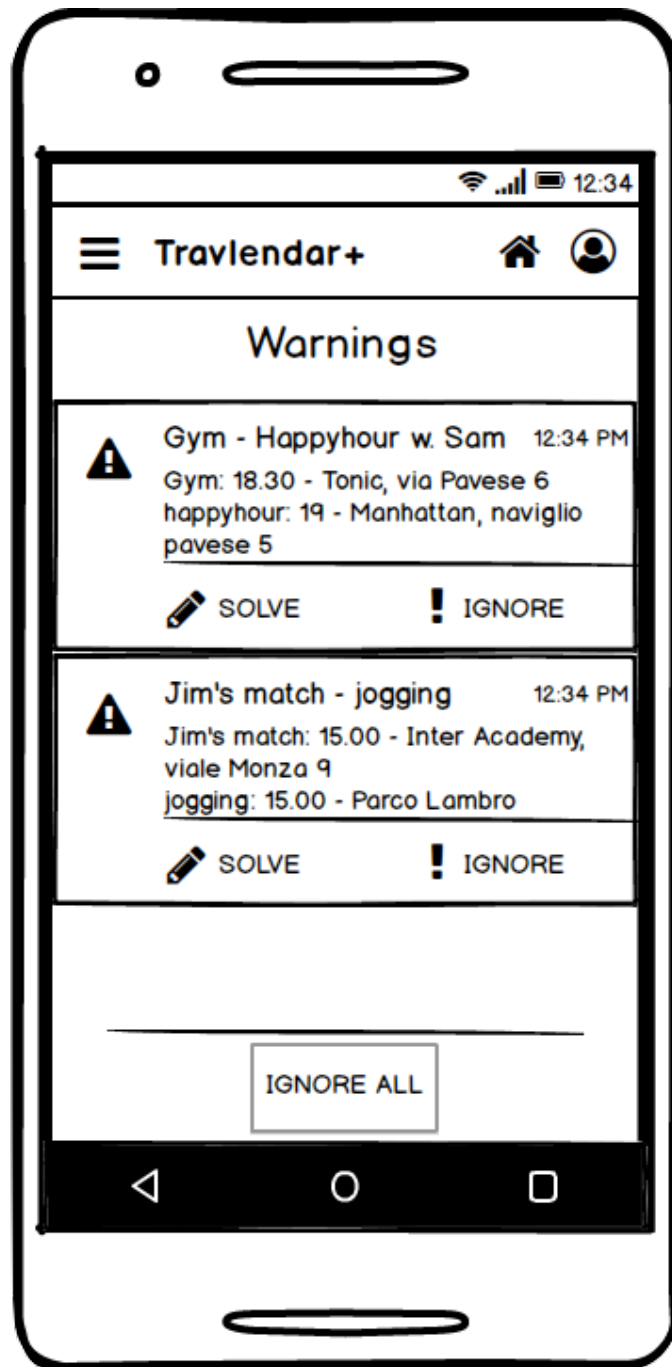 12:34
Travlendar+
Warnings
Gym - Happyhour w. Sam 12:34 PM
Gym: 18.30 - Tonic, via Pavese 6
happyhour: 19 - Manhattan, naviglio
pavese 5
SOLVE ! IGNORE
Jim's match - jogging 12:34 PM
Jim's match: 15.00 - Inter Academy,
viale Monza 9
jogging: 15.00 - Parco Lambro
SOLVE ! IGNORE
IGNORE ALL